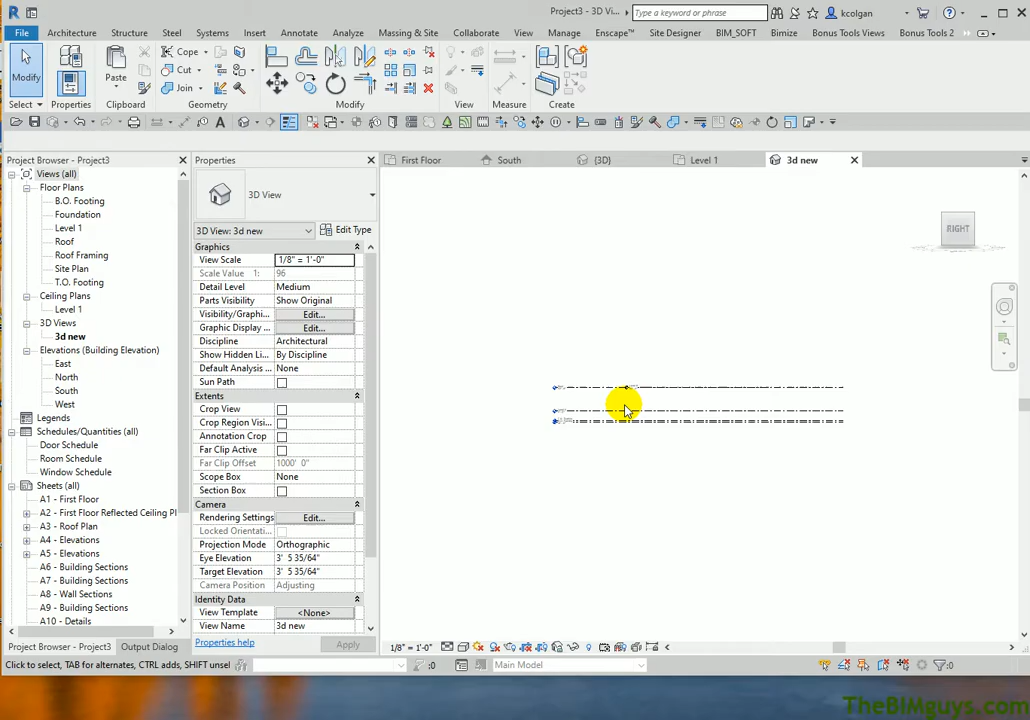 Project3 - 3D View...
Type a keyword or phrase
kcolgan
File
Architecture
Structure
Steel
Systems
Insert
Annotate
Analyze
Massing & Site
Collaborate
View
Manage
Enscape™
Site Designer
BIM_SOFT
Bimize
Bonus Tools Views
Bonus Tools 2
Modify
Paste
Cope
Cut
Join
Select
Properties
Clipboard
Geometry
Modify
View
Measure
Create
Project Browser - Project3
Views (all)
Floor Plans
B.O. Footing
Foundation
Level 1
Roof
Roof Framing
Site Plan
T.O. Footing
Ceiling Plans
Level 1
3D Views
3d new
Elevations (Building Elevation)
East
North
South
West
Legends
Schedules/Quantities (all)
Door Schedule
Room Schedule
Window Schedule
Sheets (all)
A1 - First Floor
A2 - First Floor Reflected Ceiling Pl
A3 - Roof Plan
A4 - Elevations
A5 - Elevations
A6 - Building Sections
A7 - Building Sections
A8 - Wall Sections
A9 - Building Sections
A10 - Details
Project Browser - Project3
Output Dialog
Properties
3D View
3D View: 3d new
Edit Type
Graphics
View Scale 1/8" = 1'-0"
Scale Value 1: 96
Detail Level Medium
Parts Visibility Show Original
Visibility/Graphi... Edit...
Graphic Display ... Edit...
Discipline Architectural
Show Hidden Li... By Discipline
Default Analysis ... None
Sun Path
Extents
Crop View
Crop Region Visi...
Annotation Crop
Far Clip Active
Far Clip Offset 1000' 0"
Scope Box None
Section Box
Camera
Rendering Settings Edit...
Locked Orientati...
Projection Mode Orthographic
Eye Elevation 3' 5 35/64"
Target Elevation 3' 5 35/64"
Camera Position Adjusting
Identity Data
View Template <None>
View Name 3d new
Properties help
Apply
First Floor
South
{3D}
Level 1
3d new
RIGHT
1/8" = 1'-0"
Click to select, TAB for alternates, CTRL adds, SHIFT unsel
:0
Main Model
:0
TheBIMguys.com